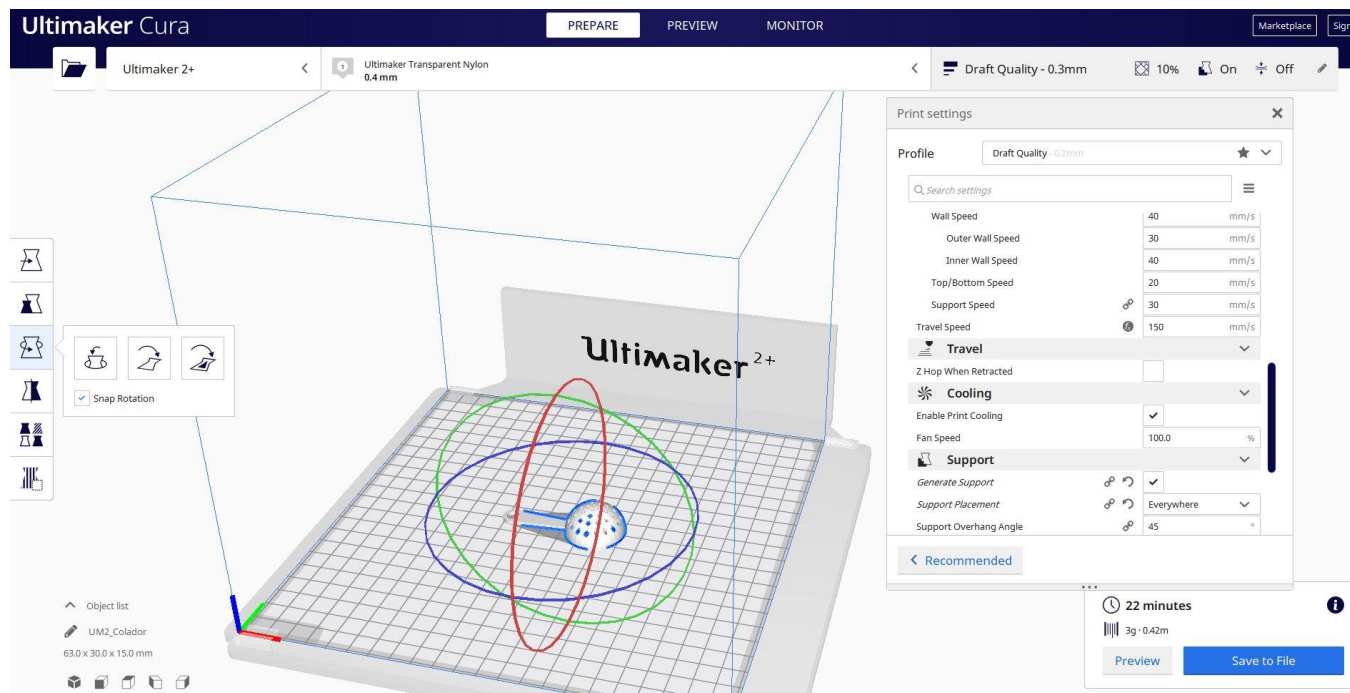 Ultimaker Cura
PREPARE
PREVIEW
MONITOR
Marketplace
Sign
Ultimaker 2+
1
Ultimaker Transparent Nylon
0.4 mm
Draft Quality - 0.3mm
10%
On
Off
Print settings
Profile
Draft Quality - 0.2mm
Search settings
Wall Speed 40 mm/s
Outer Wall Speed 30 mm/s
Inner Wall Speed 40 mm/s
Top/Bottom Speed 20 mm/s
Support Speed 30 mm/s
Travel Speed 150 mm/s
Travel
Z Hop When Retracted
Cooling
Enable Print Cooling
Fan Speed 100.0 %
Support
Generate Support
Support Placement Everywhere
Support Overhang Angle 45 °
Recommended
Snap Rotation
Ultimaker 2+
Object list
UM2_Colador
63.0 x 30.0 x 15.0 mm
22 minutes
3g · 0.42m
Preview
Save to File